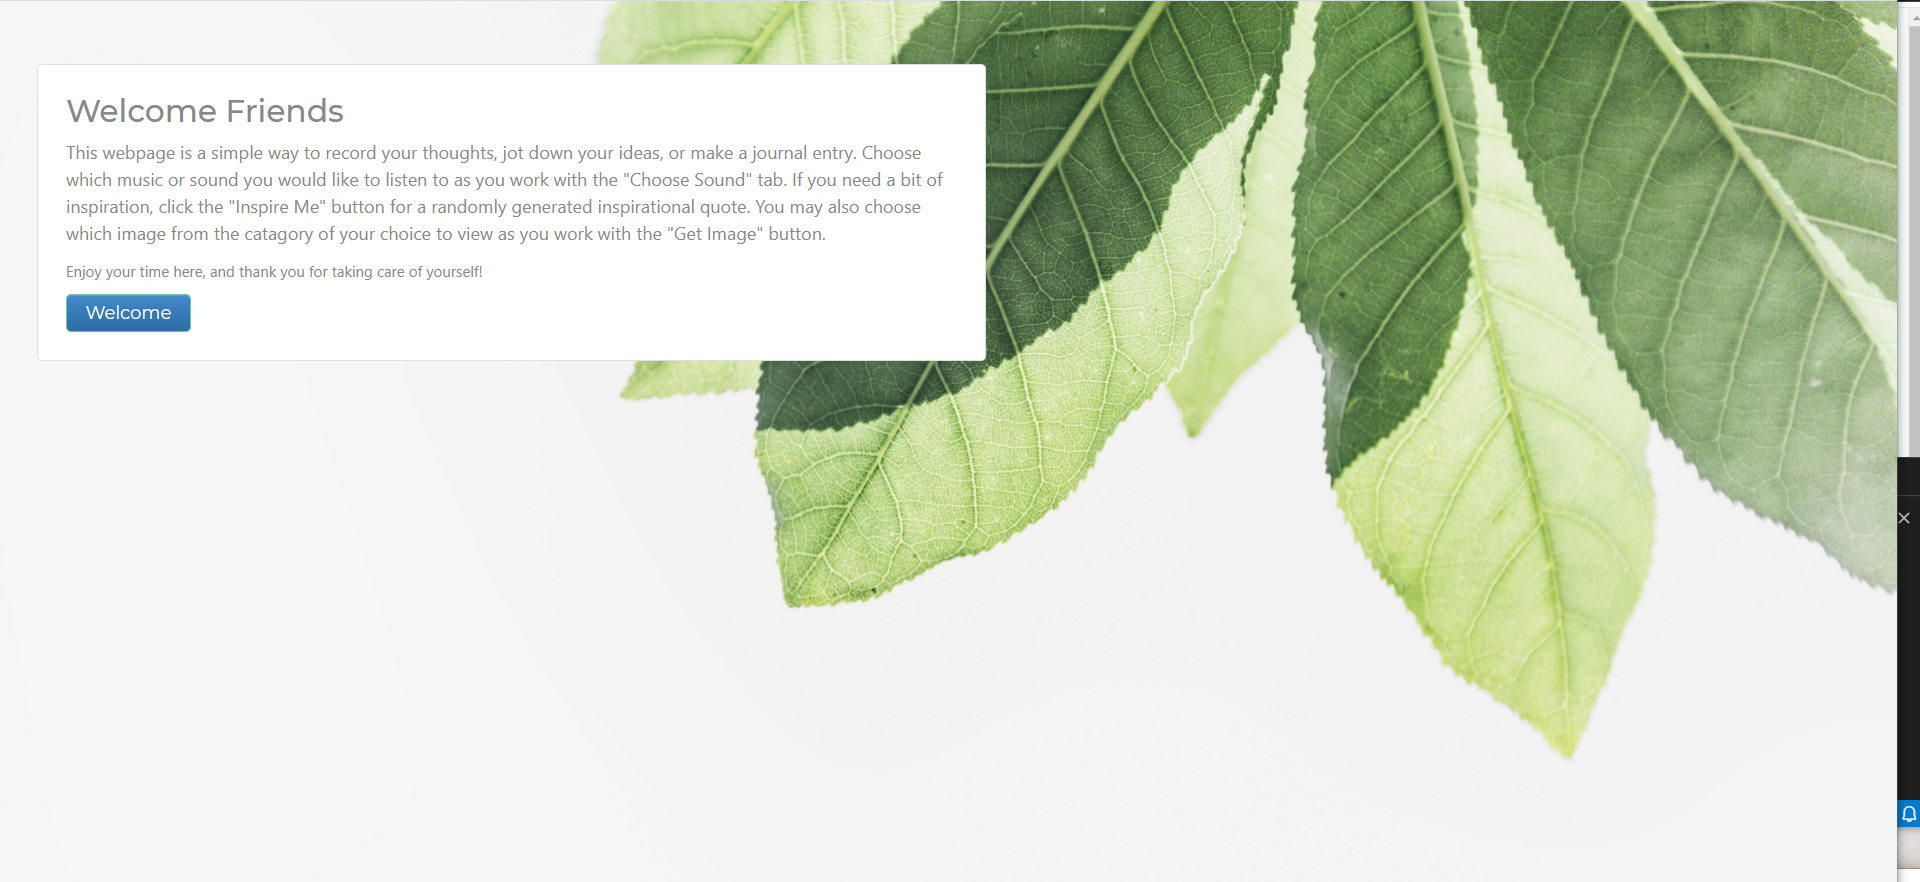 Welcome Friends
This webpage is a simple way to record your thoughts, jot down your ideas, or make a journal entry. Choose
which music or sound you would like to listen to as you work with the "Choose Sound" tab. If you need a bit of
inspiration, click the "Inspire Me" button for a randomly generated inspirational quote. You may also choose
which image from the catagory of your choice to view as you work with the "Get Image" button.
Enjoy your time here, and thank you for taking care of yourself!
Welcome